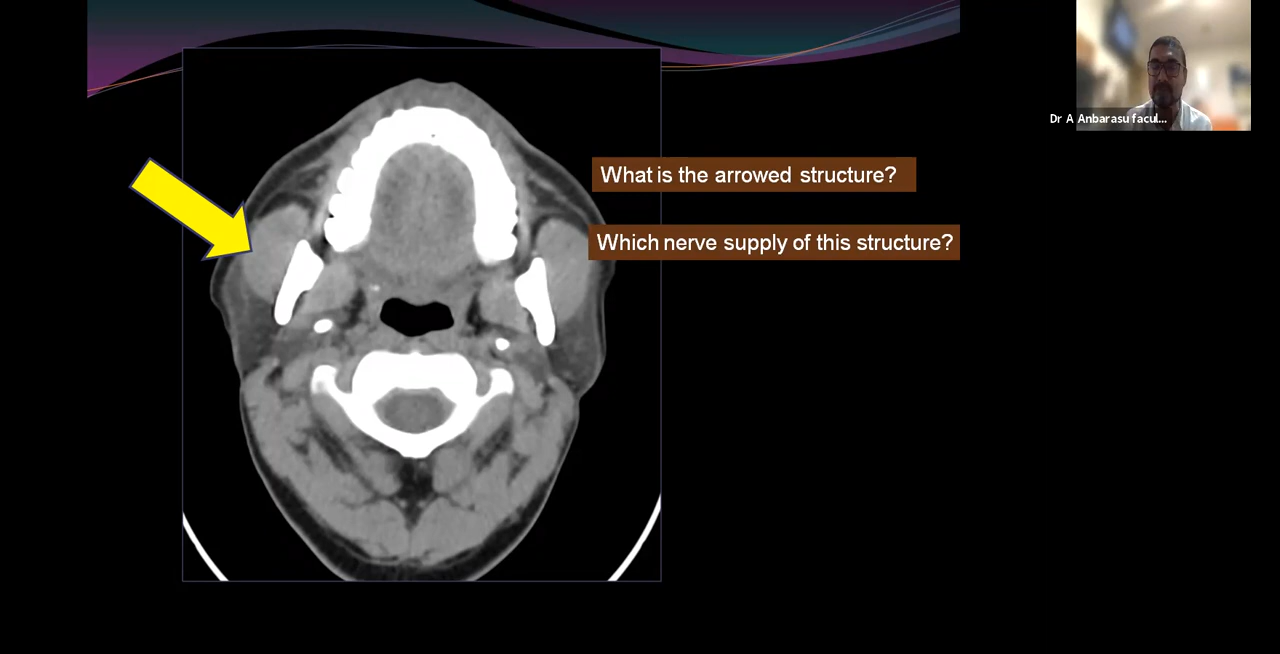 Dr A Anbarasu facul...
What is the arrowed structure?
Which nerve supply of this structure?